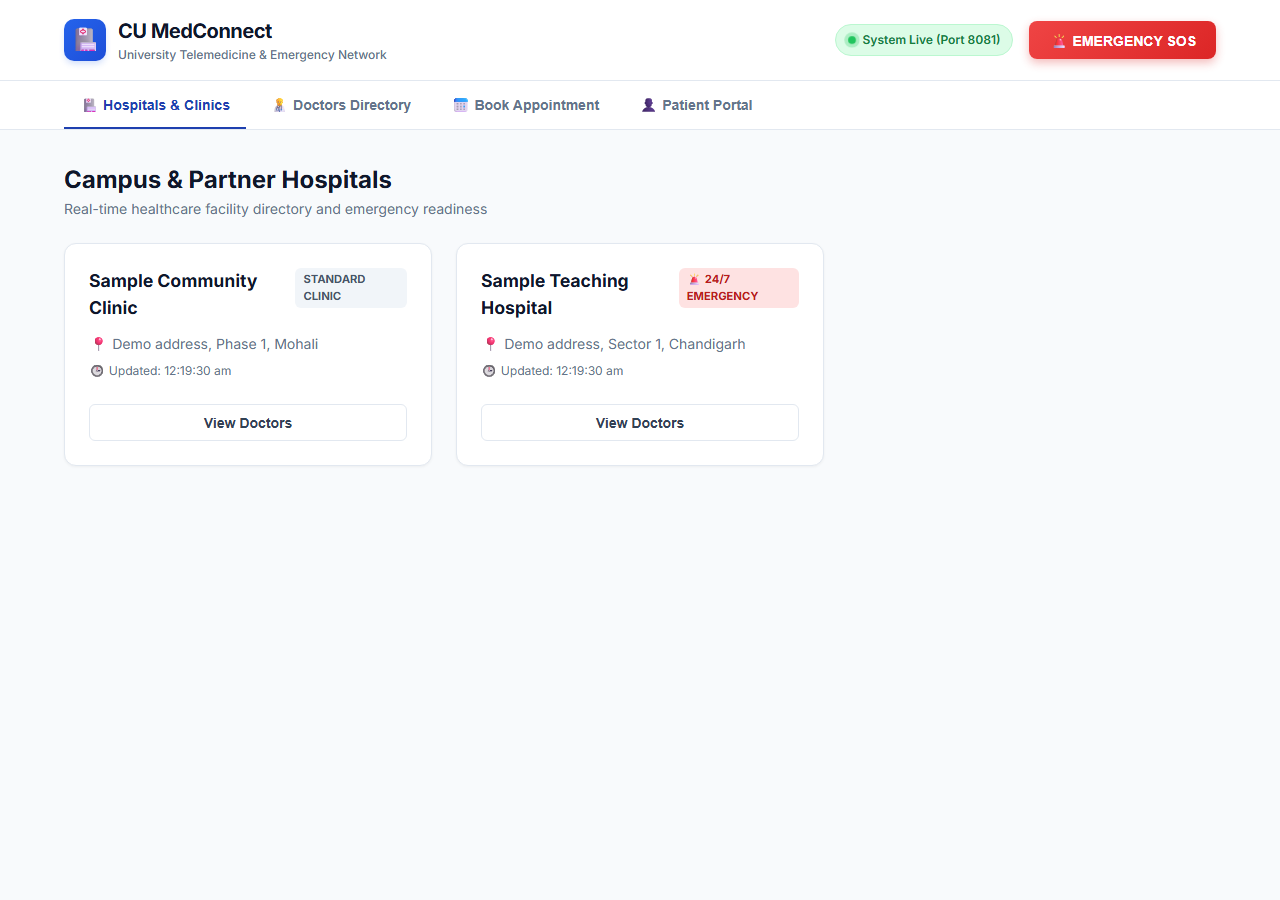 CU MedConnect
University Telemedicine & Emergency Network
System Live (Port 8081)
🚨 EMERGENCY SOS
🏥 Hospitals & Clinics
Doctors Directory
Book Appointment
👤 Patient Portal
Campus & Partner Hospitals
Real-time healthcare facility directory and emergency readiness
Sample Community
Clinic
STANDARD
CLINIC
📍 Demo address, Phase 1, Mohali
🕒 Updated: 12:19:30 am
View Doctors
Sample Teaching
Hospital
🚨 24/7
EMERGENCY
📍 Demo address, Sector 1, Chandigarh
🕒 Updated: 12:19:30 am
View Doctors